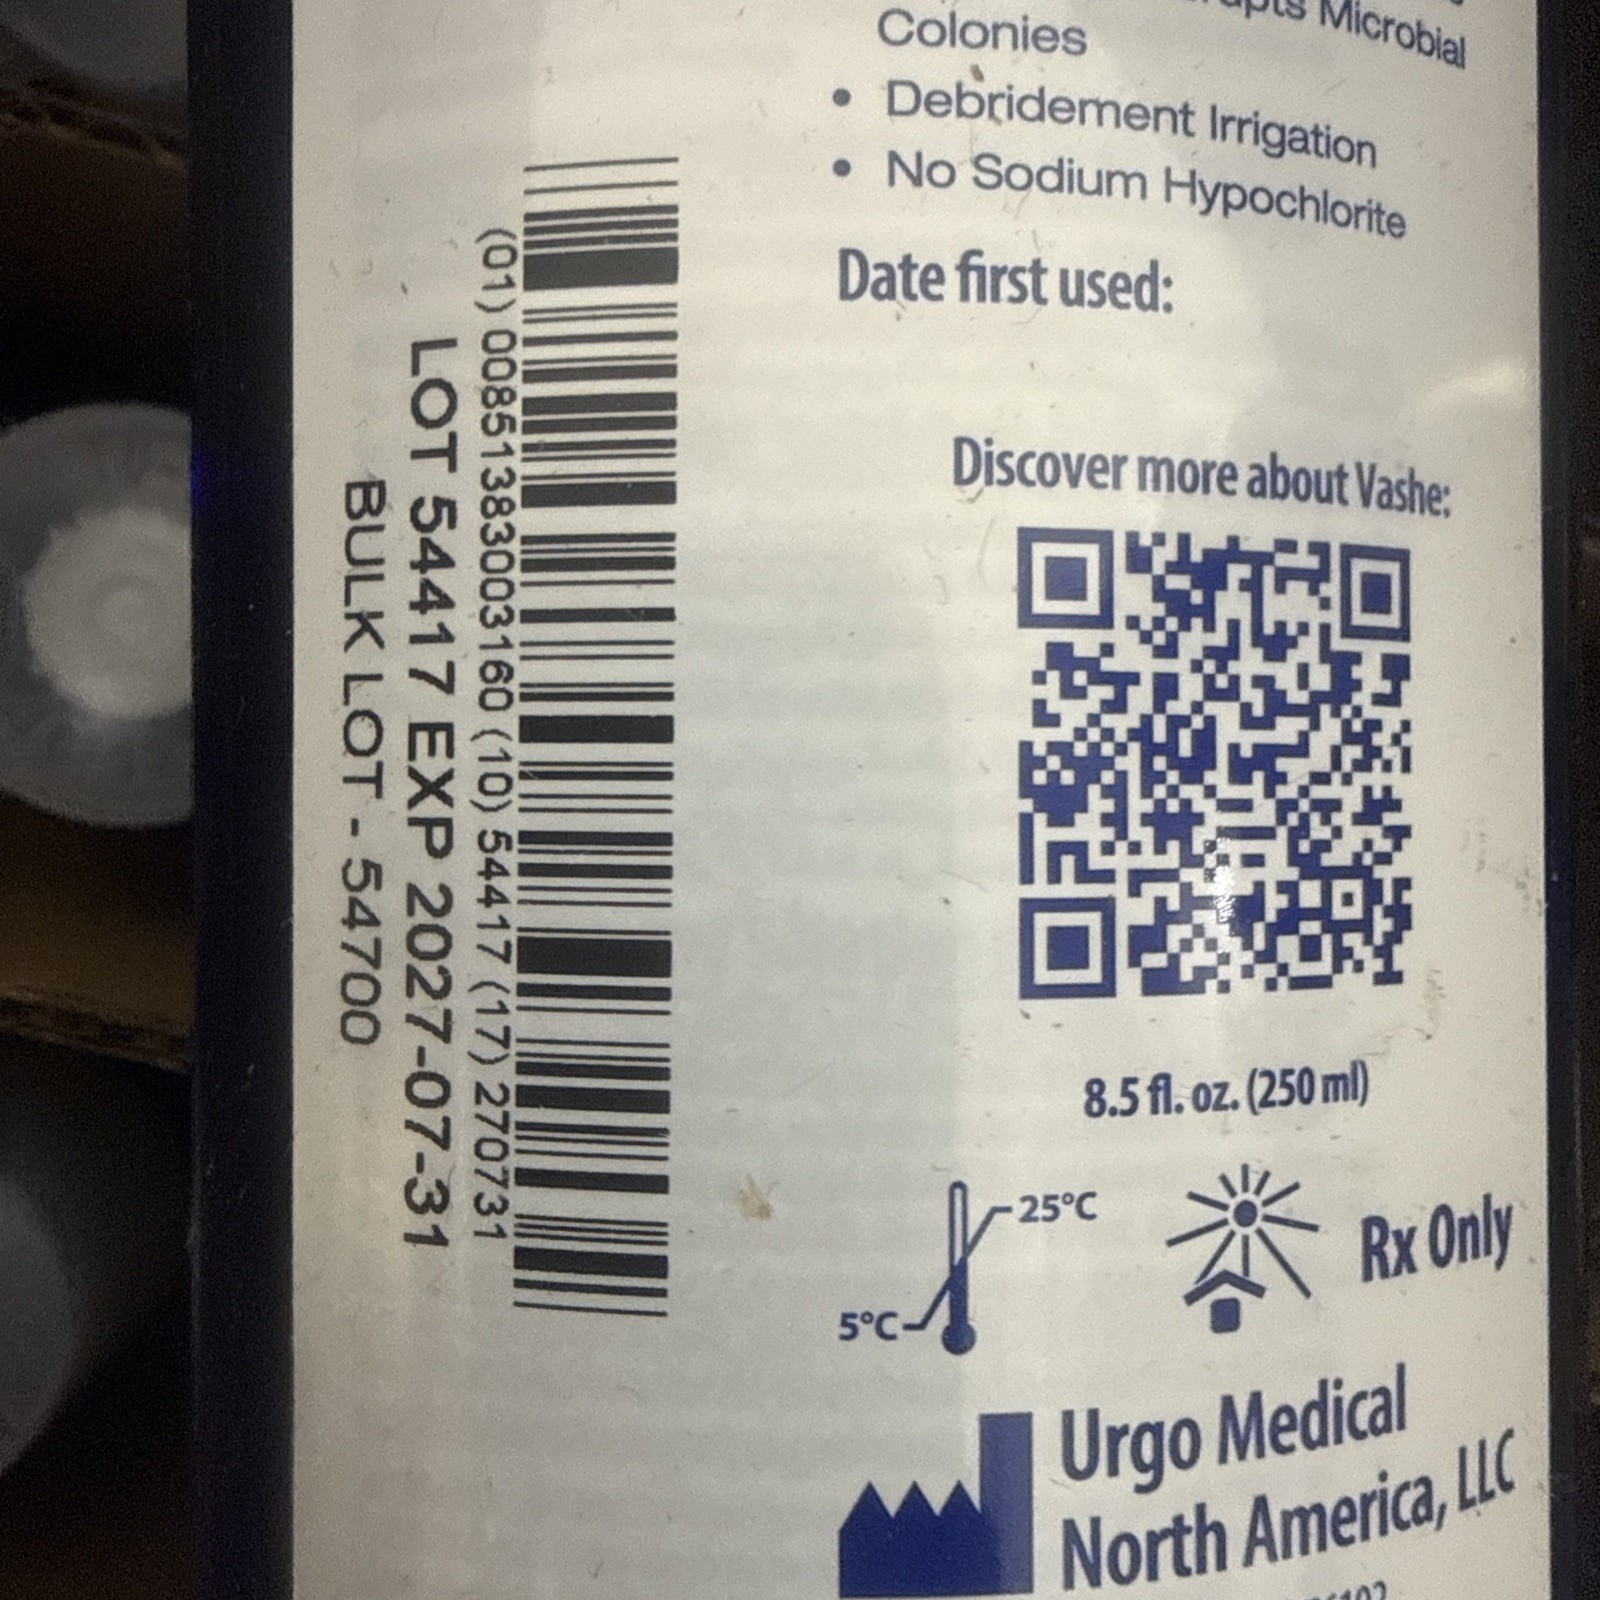 Microbial
Colonies
• Debridement Irrigation
• No Sodium Hypochlorite
Date first used:
Discover more about Vashe:
8.5 fl. oz. (250 ml)
25°C
5°C
Rx Only
Urgo Medical
North America, LLC
(01) 00851383003160 (10) 54417 (17) 270731
LOT 54417 EXP 2027-07-31
BULK LOT - 54700